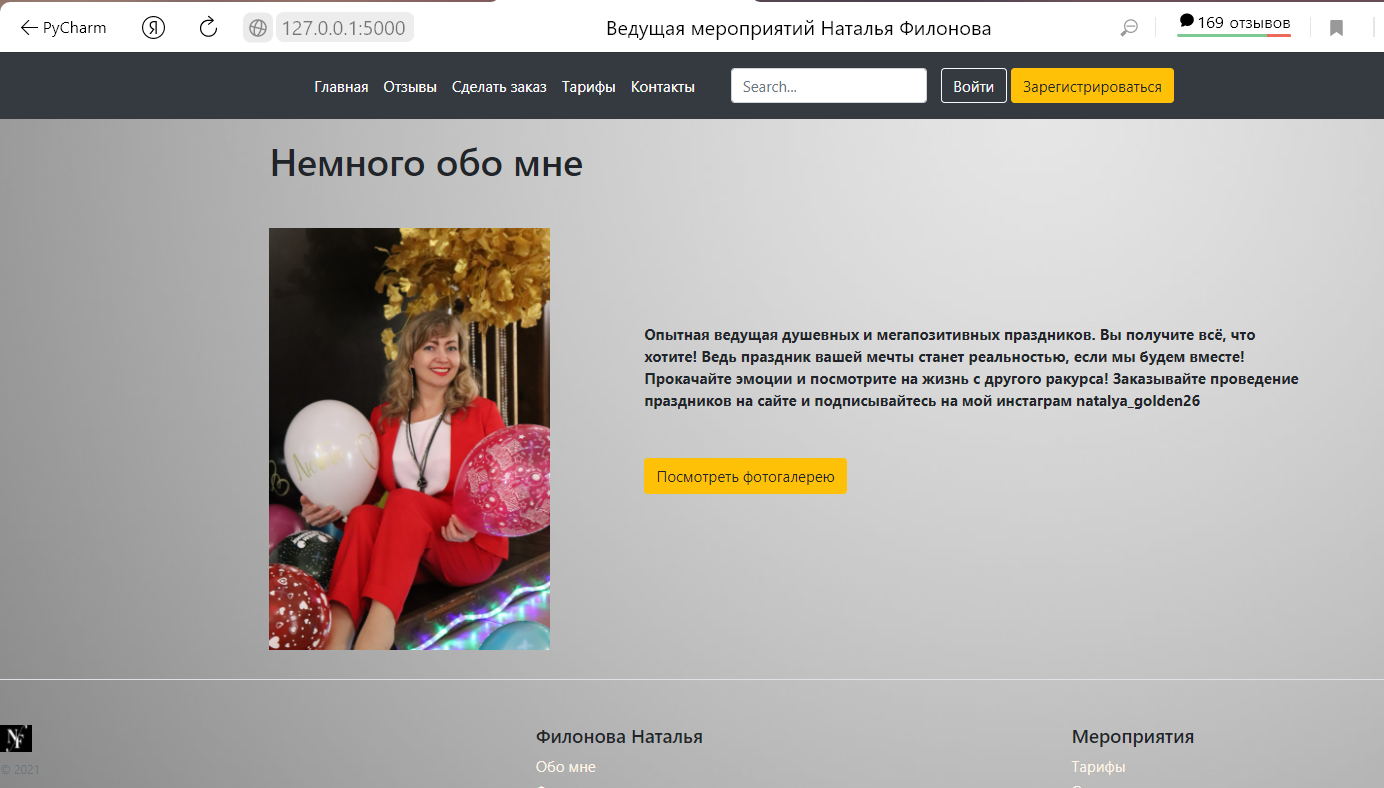 PyCharm
Я
127.0.0.1:5000
Ведущая мероприятий Наталья Филонова
169 отзывов
Главная
Отзывы
Сделать заказ
Тарифы
Контакты
Search...
Войти
Зарегистрироваться
Немного обо мне
Опытная ведущая душевных и мегапозитивных праздников. Вы получите всё, что
хотите! Ведь праздник вашей мечты станет реальностью, если мы будем вместе!
Прокачайте эмоции и посмотрите на жизнь с другого ракурса! Заказывайте проведение
праздников на сайте и подписывайтесь на мой инстаграм natalya_golden26
Посмотреть фотогалерею
NF
© 2021
Филонова Наталья
Обо мне
Мероприятия
Тарифы